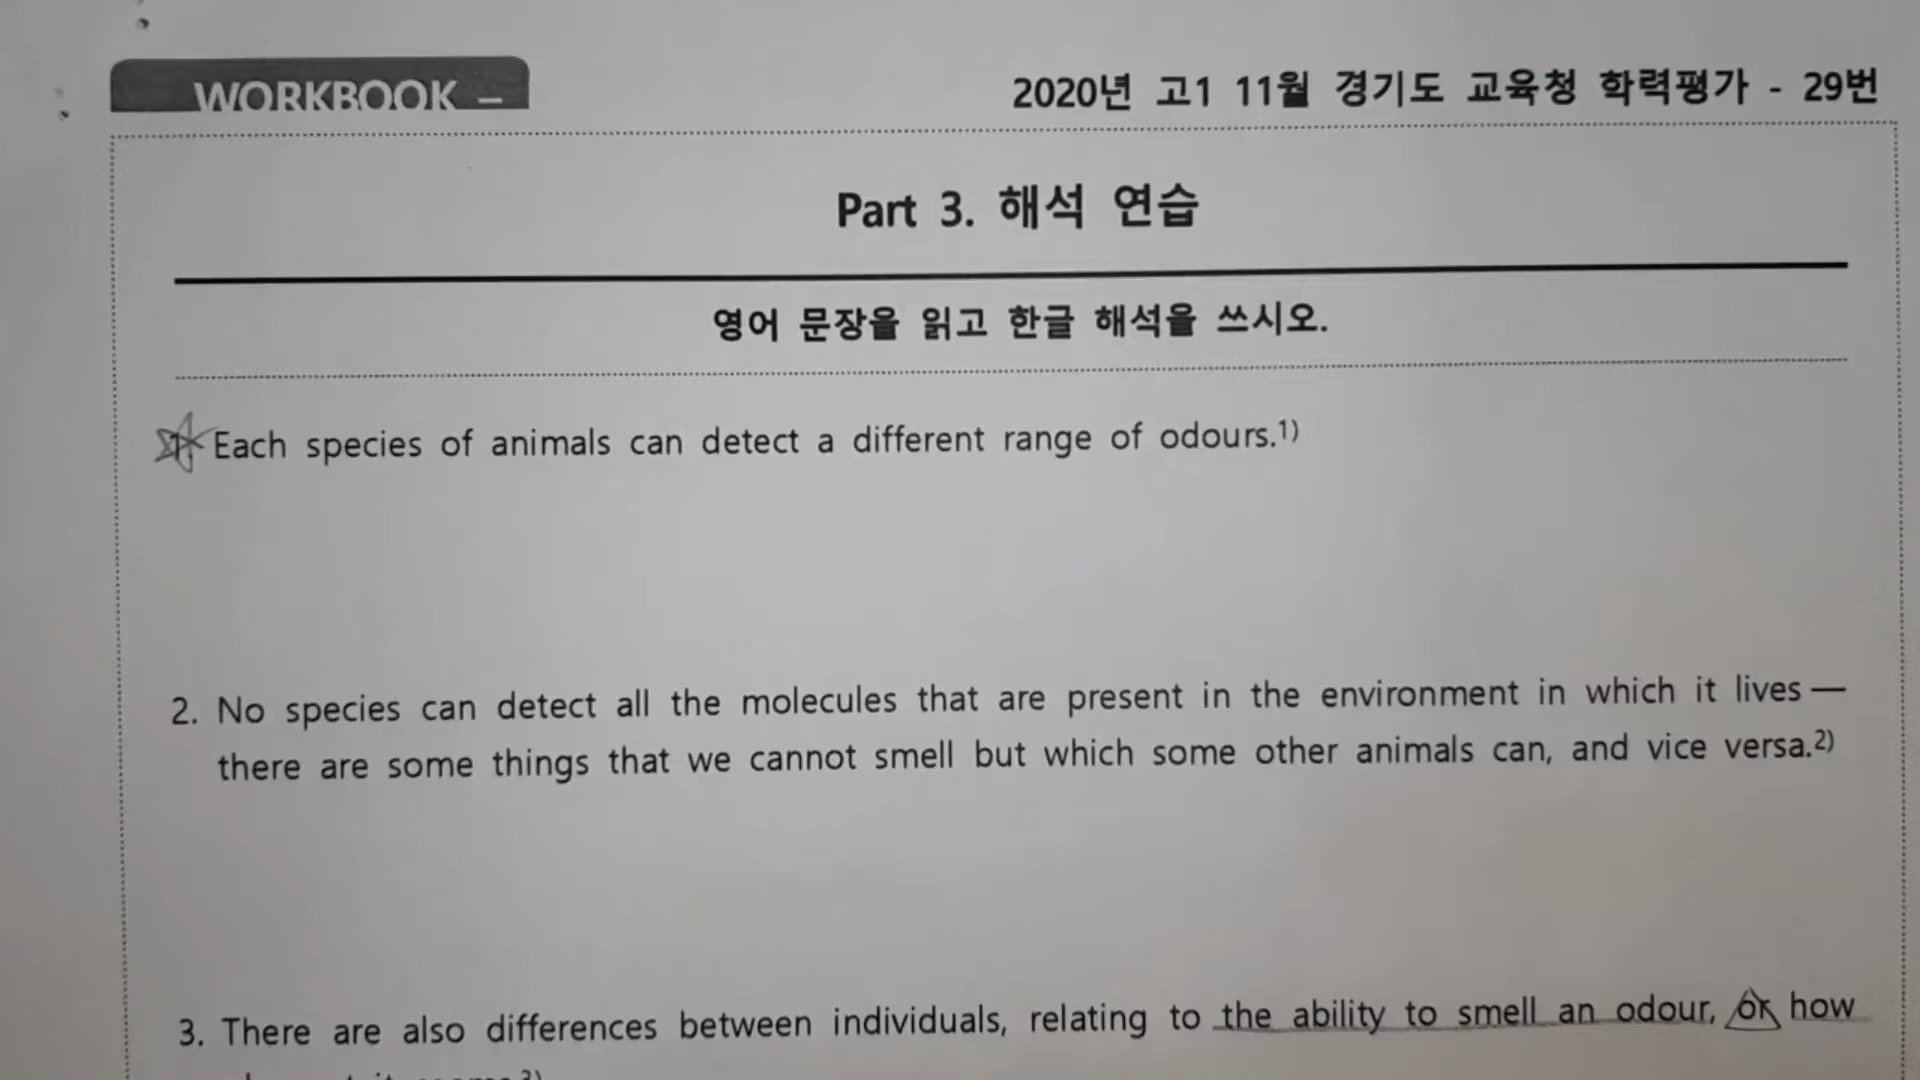 WORKBOOK –
2020년 고1 11월 경기도 교육청 학력평가 - 29번
Part 3. 해석 연습
영어 문장을 읽고 한글 해석을 쓰시오.
1. Each species of animals can detect a different range of odours.1)
2. No species can detect all the molecules that are present in the environment in which it lives —
there are some things that we cannot smell but which some other animals can, and vice versa.2)
3. There are also differences between individuals, relating to the ability to smell an odour, or how